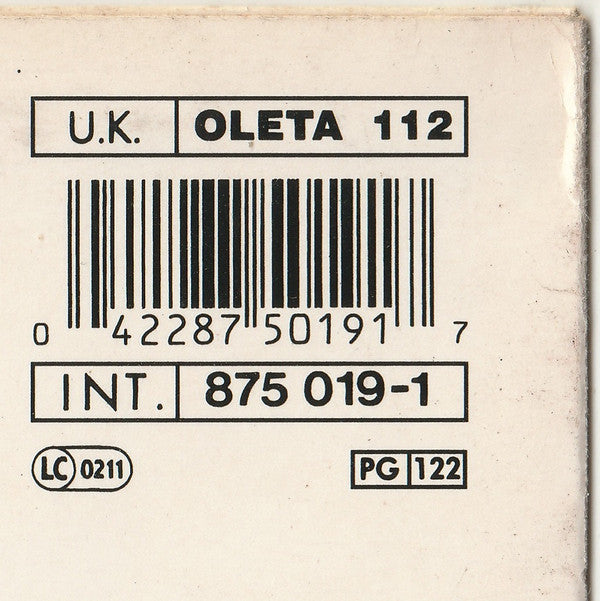 U.K. OLETA 112
0 42287 50191 7
INT. 875 019-1
LC 0211 PG 122